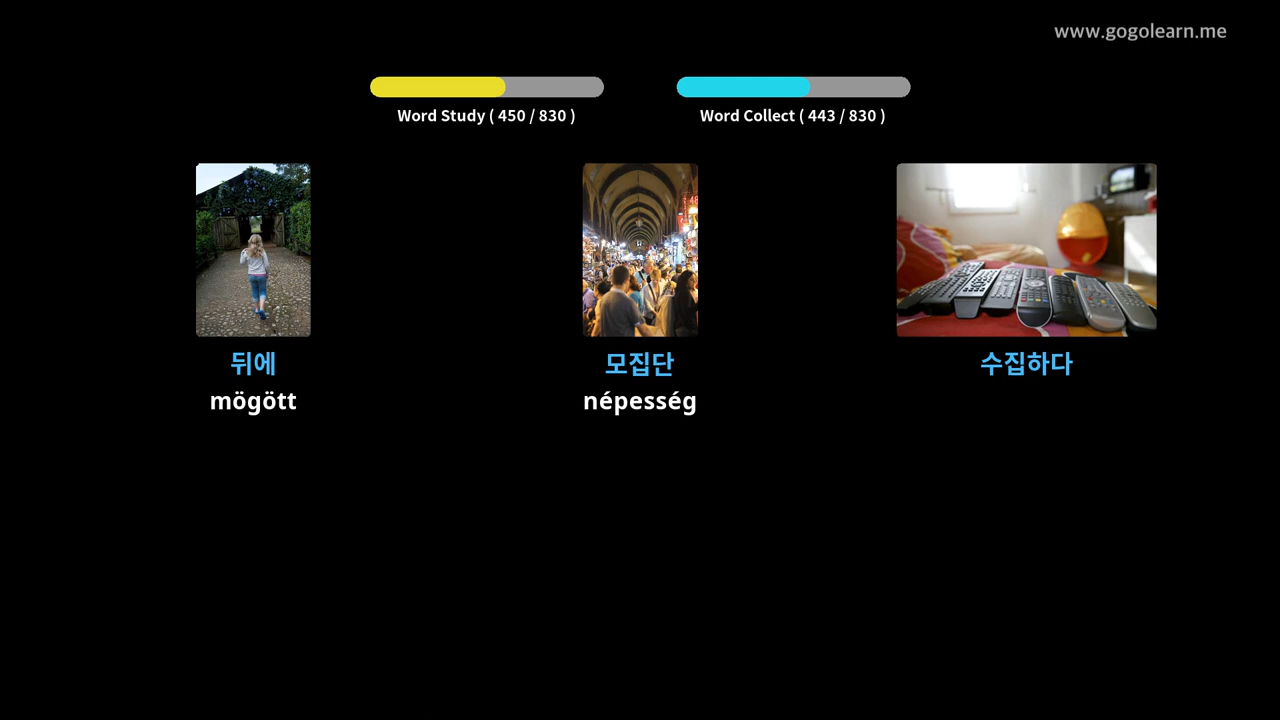 www.gogolearn.me
Word Study ( 450 / 830 )
Word Collect ( 443 / 830 )
뒤에
mögött
모집단
népesség
수집하다